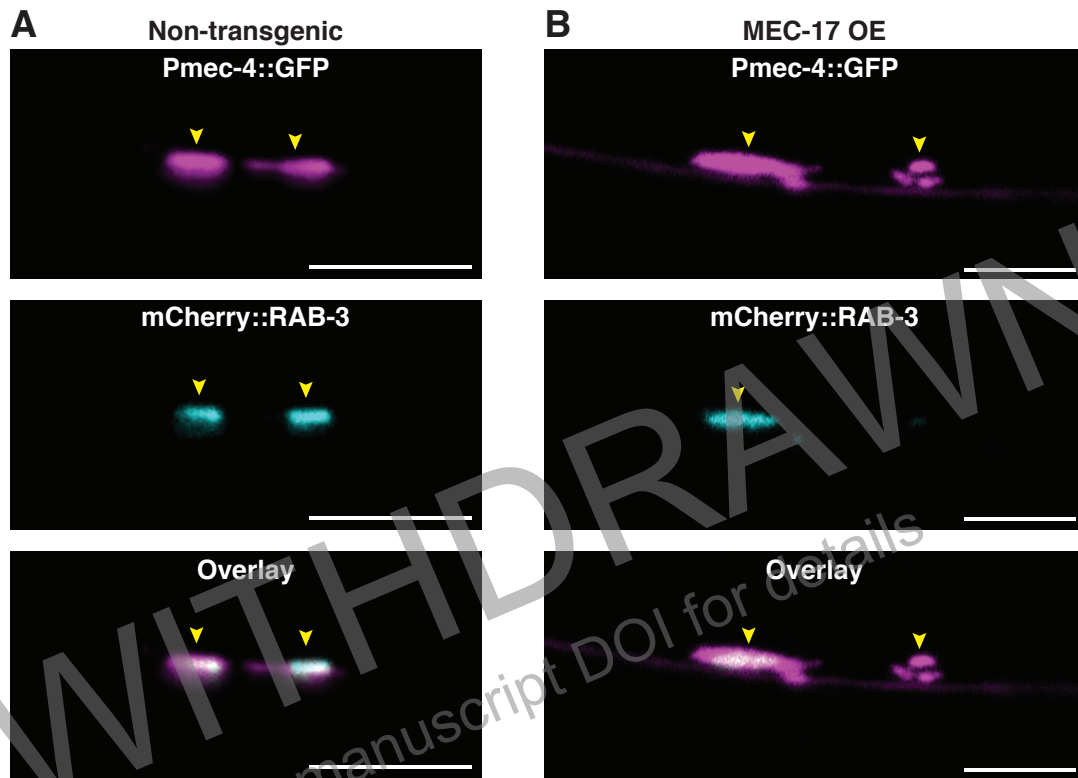 A
Non-transgenic
Pmec-4::GFP
mCherry::RAB-3
Overlay
B
MEC-17 OE
Pmec-4::GFP
mCherry::RAB-3
Overlay
WITHDRAWN
manuscript DOI for details